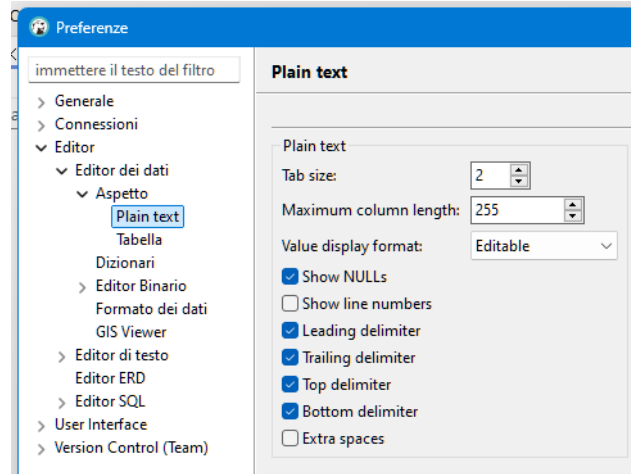 Preferenze
immettere il testo del filtro
Generale
Connessioni
Editor
Editor dei dati
Aspetto
Plain text
Tabella
Dizionari
Editor Binario
Formato dei dati
GIS Viewer
Editor di testo
Editor ERD
Editor SQL
User Interface
Version Control (Team)
Plain text
Plain text
Tab size: 2
Maximum column length: 255
Value display format: Editable
Show NULLs
Show line numbers
Leading delimiter
Trailing delimiter
Top delimiter
Bottom delimiter
Extra spaces